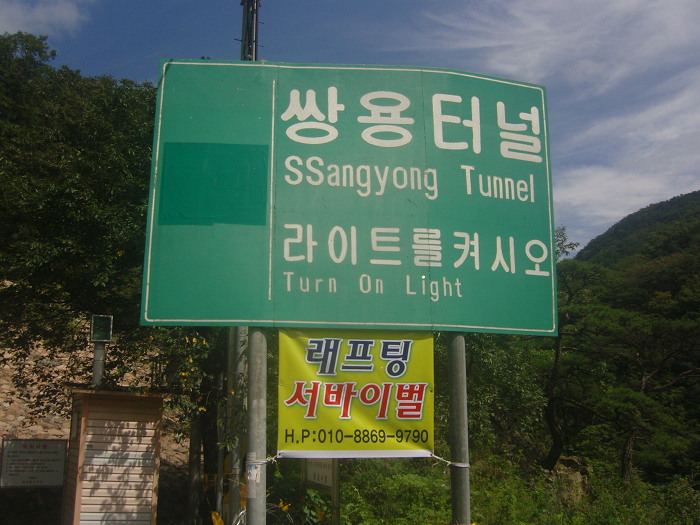 쌍용터널
SSangyong Tunnel
라이트를켜시오
Turn On Light
래프팅
서바이벌
H.P:010-8869-9790